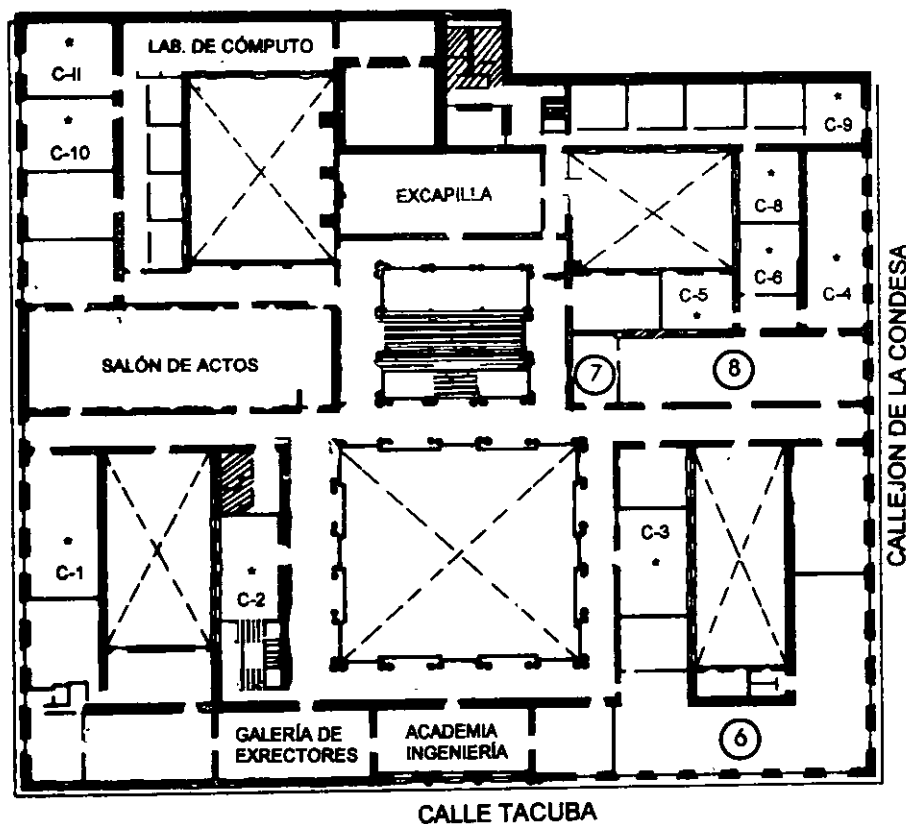 LAB. DE CÓMPUTO
*
C-II
*
C-10
*
C-9
EXCAPILLA
*
C-8
*
C-6
*
C-4
C-5
*
SALÓN DE ACTOS
7
8
CALLEJON DE LA CONDESA
*
C-1
*
C-2
C-3
*
GALERÍA DE
EXRECTORES
ACADEMIA
INGENIERÍA
6
CALLE TACUBA